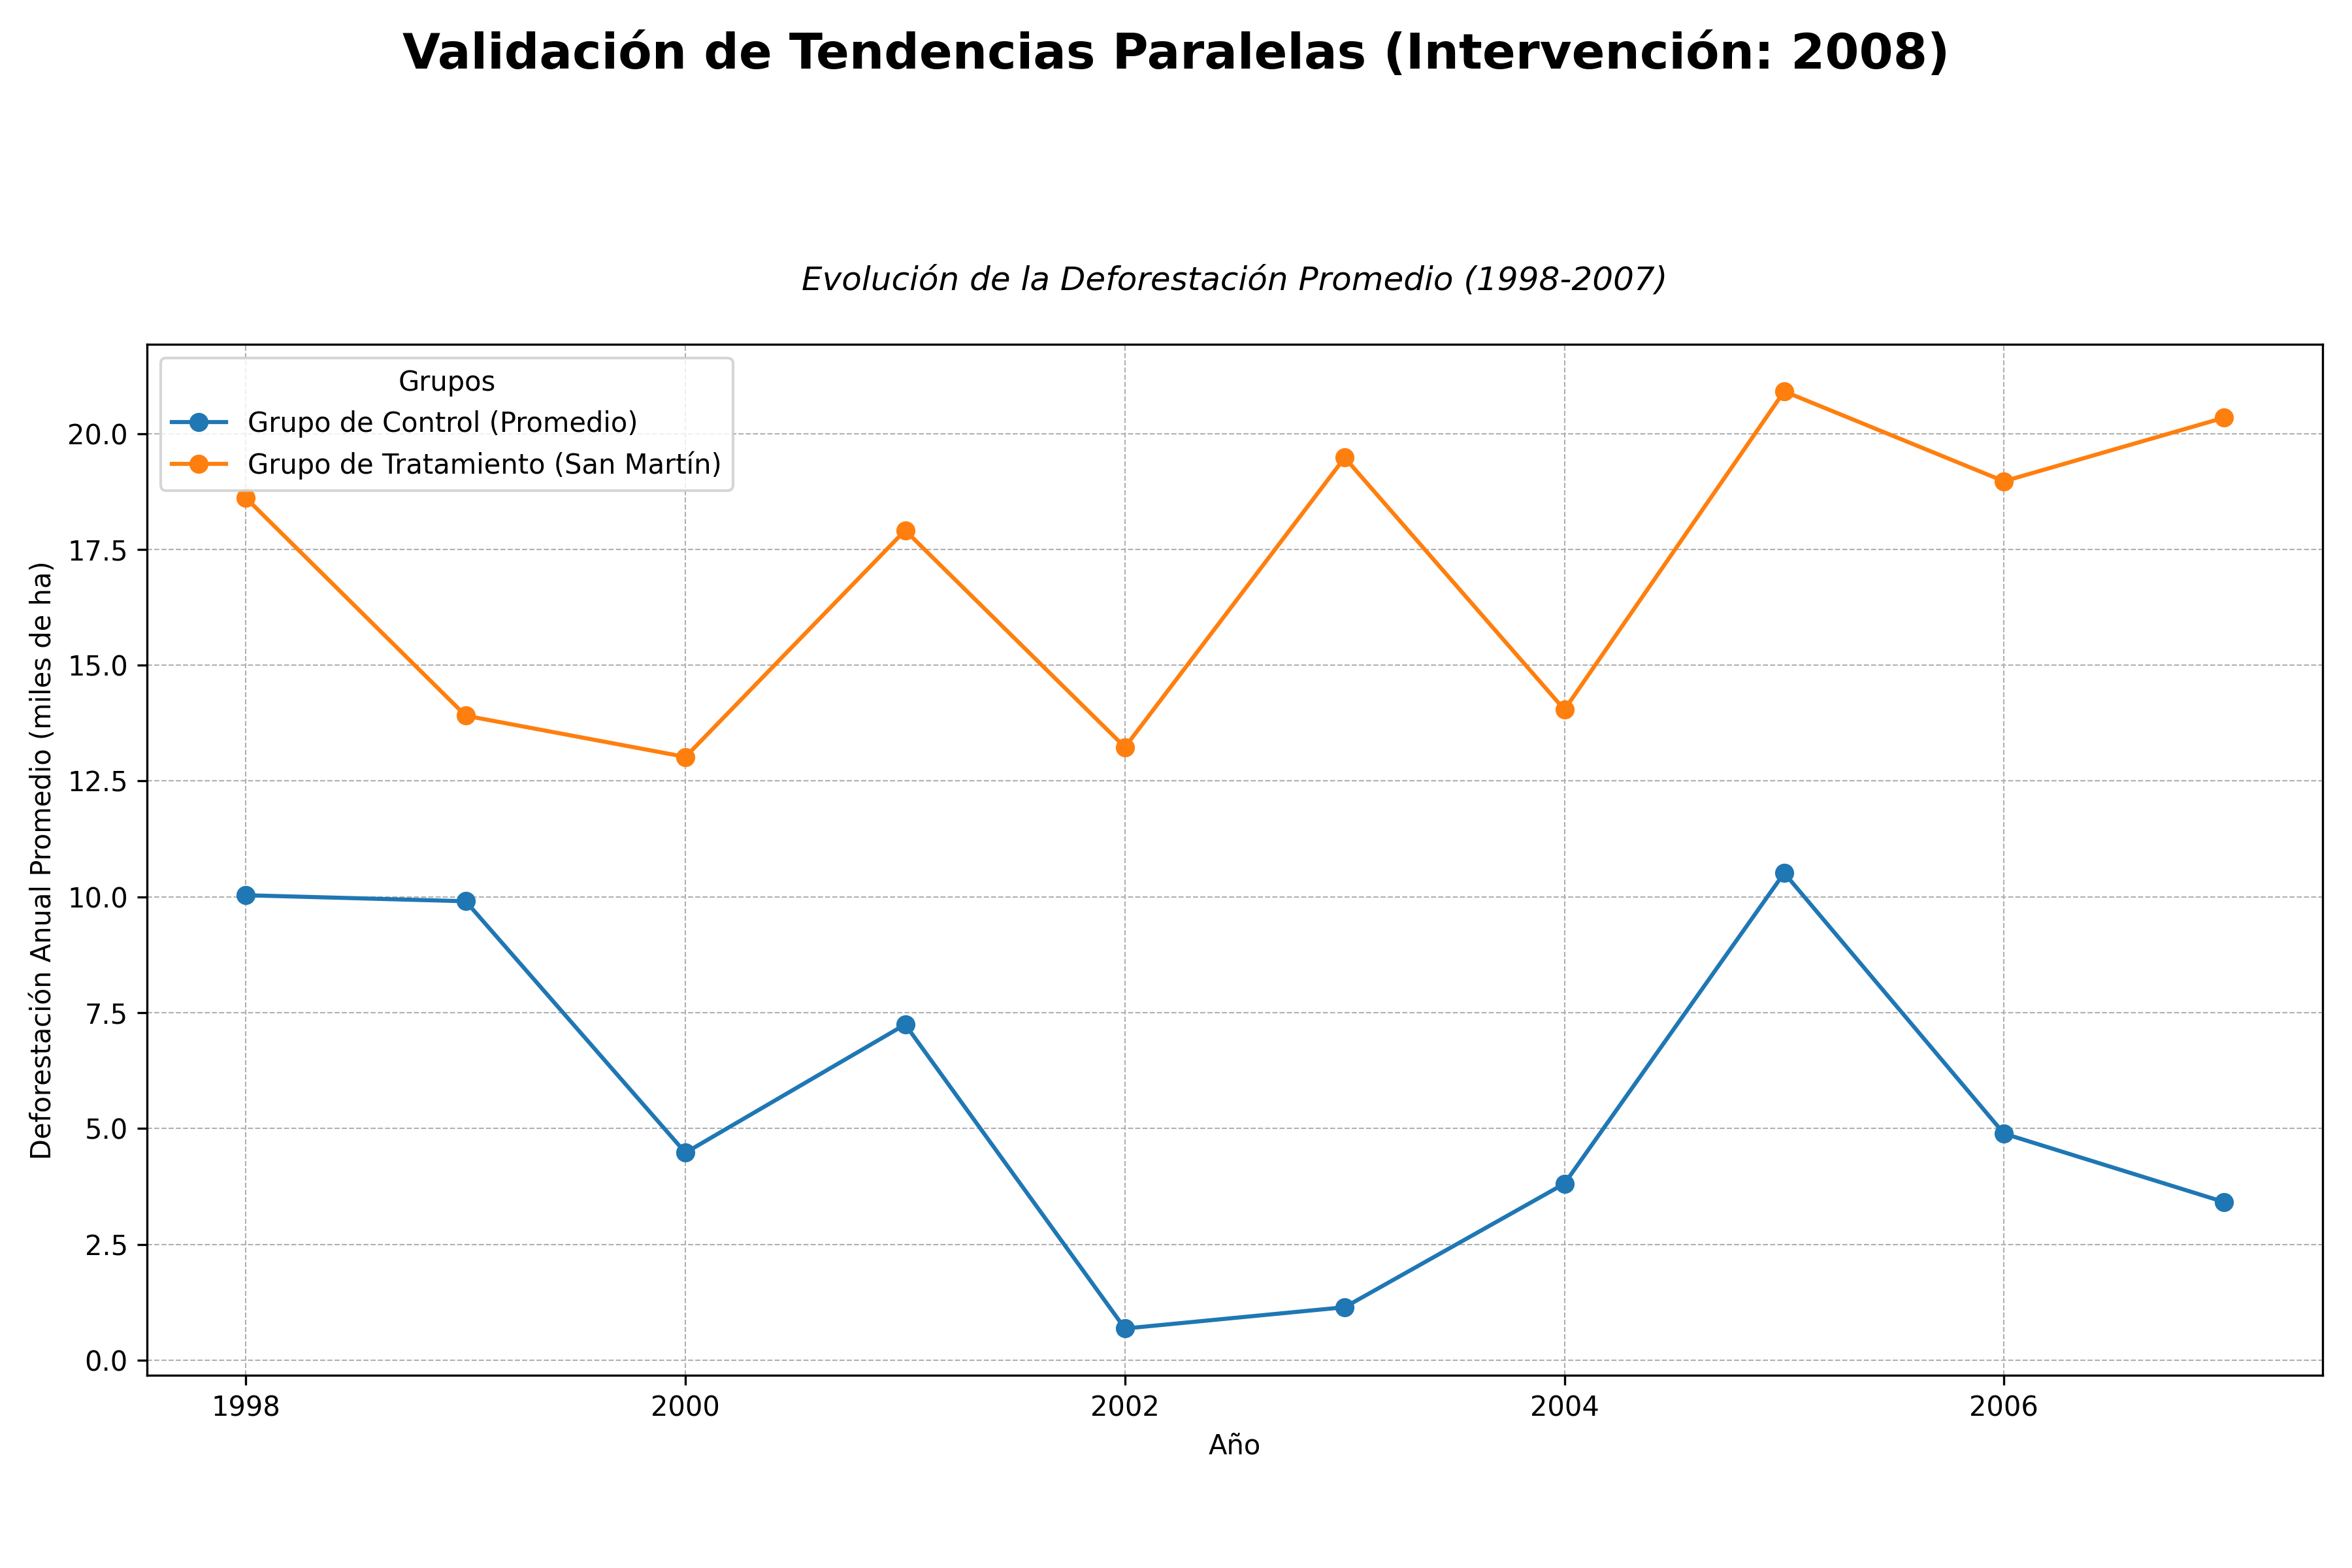 Validación de Tendencias Paralelas (Intervención: 2008)
Evolución de la Deforestación Promedio (1998-2007)
Grupos
Grupo de Control (Promedio)
Grupo de Tratamiento (San Martín)
Deforestación Anual Promedio (miles de ha)
20.0
17.5
15.0
12.5
10.0
7.5
5.0
2.5
0.0
1998
2000
2002
2004
2006
Año